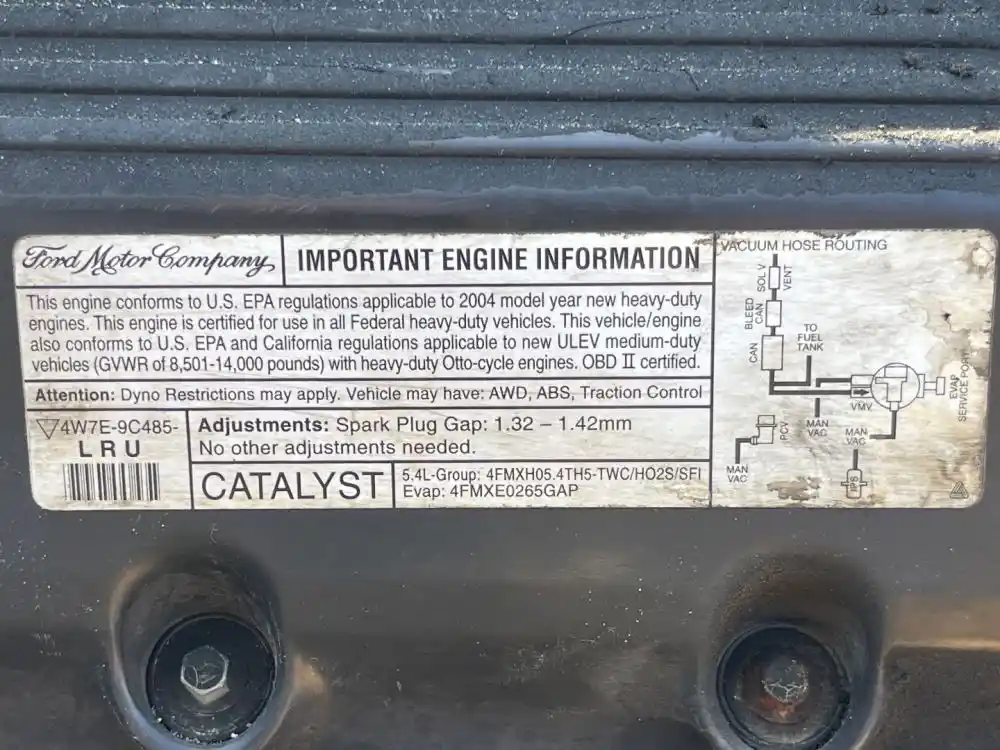 Ford Motor Company
IMPORTANT ENGINE INFORMATION
This engine conforms to U.S. EPA regulations applicable to 2004 model year new heavy-duty
engines. This engine is certified for use in all Federal heavy-duty vehicles. This vehicle/engine
also conforms to U.S. EPA and California regulations applicable to new ULEV medium-duty
vehicles (GVWR of 8,501-14,000 pounds) with heavy-duty Otto-cycle engines. OBD II certified.
Attention: Dyno Restrictions may apply. Vehicle may have: AWD, ABS, Traction Control
4W7E-9C485-
LRU
Adjustments: Spark Plug Gap: 1.32 – 1.42mm
No other adjustments needed.
CATALYST
5.4L-Group: 4FMXH05.4TH5-TWC/HO2S/SFI
Evap: 4FMXE0265GAP
VACUUM HOSE ROUTING
SOL V
VENT
BLEED
CAN
CAN
TO
FUEL
TANK
EVAP
SERVICE PORT
VMV
MAN
VAC
PCV
MAN
VAC
MAN
VAC
IPS